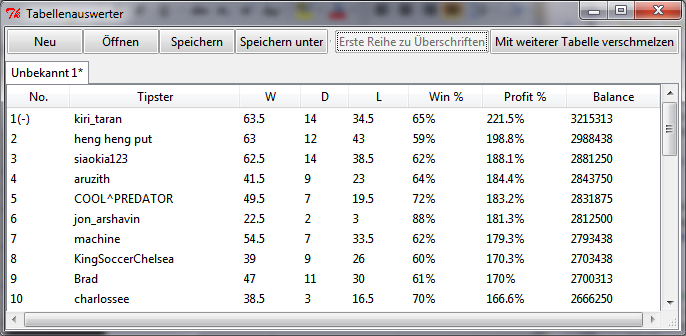 Tabellenauswerter
Neu Öffnen Speichern Speichern unter Erste Reihe zu Überschriften Mit weiterer Tabelle verschmelzen
Unbekannt 1*
No. Tipster W D L Win % Profit % Balance
1(-) kiri_taran 63.5 14 34.5 65% 221.5% 3215313
2 heng heng put 63 12 43 59% 198.8% 2988438
3 siaokia123 62.5 14 38.5 62% 188.1% 2881250
4 aruzith 41.5 9 23 64% 184.4% 2843750
5 COOL^PREDATOR 49.5 7 19.5 72% 183.2% 2831875
6 jon_arshavin 22.5 2 3 88% 181.3% 2812500
7 machine 54.5 7 33.5 62% 179.3% 2793438
8 KingSoccerChelsea 39 9 26 60% 170.3% 2703438
9 Brad 47 11 30 61% 170% 2700313
10 charlossee 38.5 3 16.5 70% 166.6% 2666250